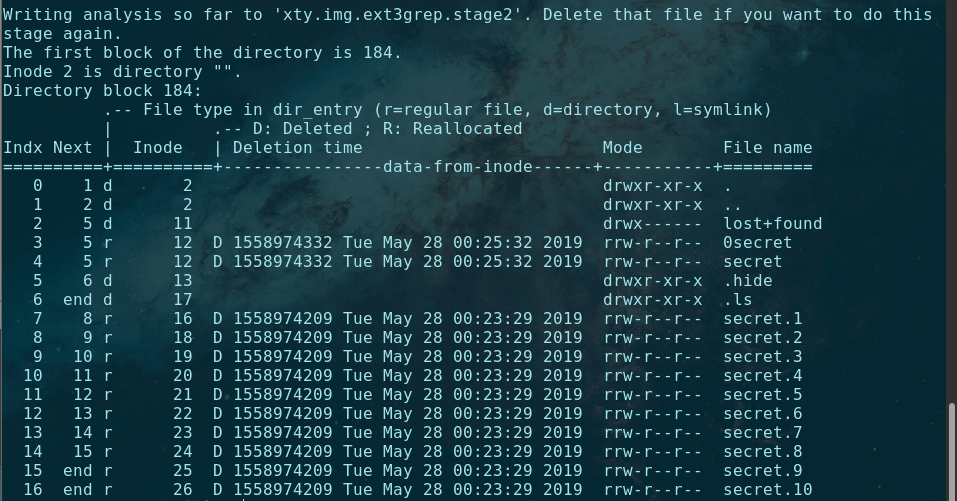 Writing analysis so far to 'xty.img.ext3grep.stage2'. Delete that file if you want to do this
stage again.
The first block of the directory is 184.
Inode 2 is directory "".
Directory block 184:
          .-- File type in dir_entry (r=regular file, d=directory, l=symlink)
          |          .-- D: Deleted ; R: Reallocated
Indx Next |  Inode   | Deletion time                        Mode        File name
==========+==========+----------------data-from-inode------+-----------+=========
   0    1 d       2                                         drwxr-xr-x  .
   1    2 d       2                                         drwxr-xr-x  ..
   2    5 d      11                                         drwx------  lost+found
   3    5 r      12  D 1558974332 Tue May 28 00:25:32 2019  rrw-r--r--  0secret
   4    5 r      12  D 1558974332 Tue May 28 00:25:32 2019  rrw-r--r--  secret
   5    6 d      13                                         drwxr-xr-x  .hide
   6  end d      17                                         drwxr-xr-x  .ls
   7    8 r      16  D 1558974209 Tue May 28 00:23:29 2019  rrw-r--r--  secret.1
   8    9 r      18  D 1558974209 Tue May 28 00:23:29 2019  rrw-r--r--  secret.2
   9   10 r      19  D 1558974209 Tue May 28 00:23:29 2019  rrw-r--r--  secret.3
  10   11 r      20  D 1558974209 Tue May 28 00:23:29 2019  rrw-r--r--  secret.4
  11   12 r      21  D 1558974209 Tue May 28 00:23:29 2019  rrw-r--r--  secret.5
  12   13 r      22  D 1558974209 Tue May 28 00:23:29 2019  rrw-r--r--  secret.6
  13   14 r      23  D 1558974209 Tue May 28 00:23:29 2019  rrw-r--r--  secret.7
  14   15 r      24  D 1558974209 Tue May 28 00:23:29 2019  rrw-r--r--  secret.8
  15  end r      25  D 1558974209 Tue May 28 00:23:29 2019  rrw-r--r--  secret.9
  16  end r      26  D 1558974209 Tue May 28 00:23:29 2019  rrw-r--r--  secret.10